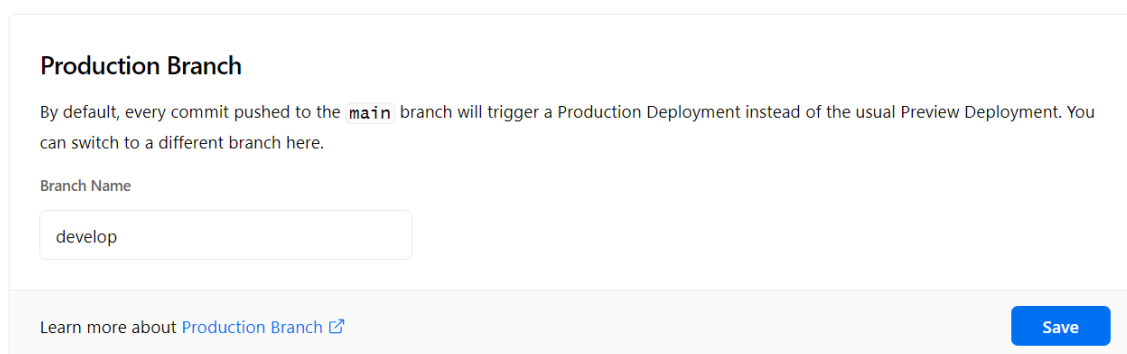 Production Branch
By default, every commit pushed to the main branch will trigger a Production Deployment instead of the usual Preview Deployment. You
can switch to a different branch here.
Branch Name
develop
Learn more about Production Branch
Save